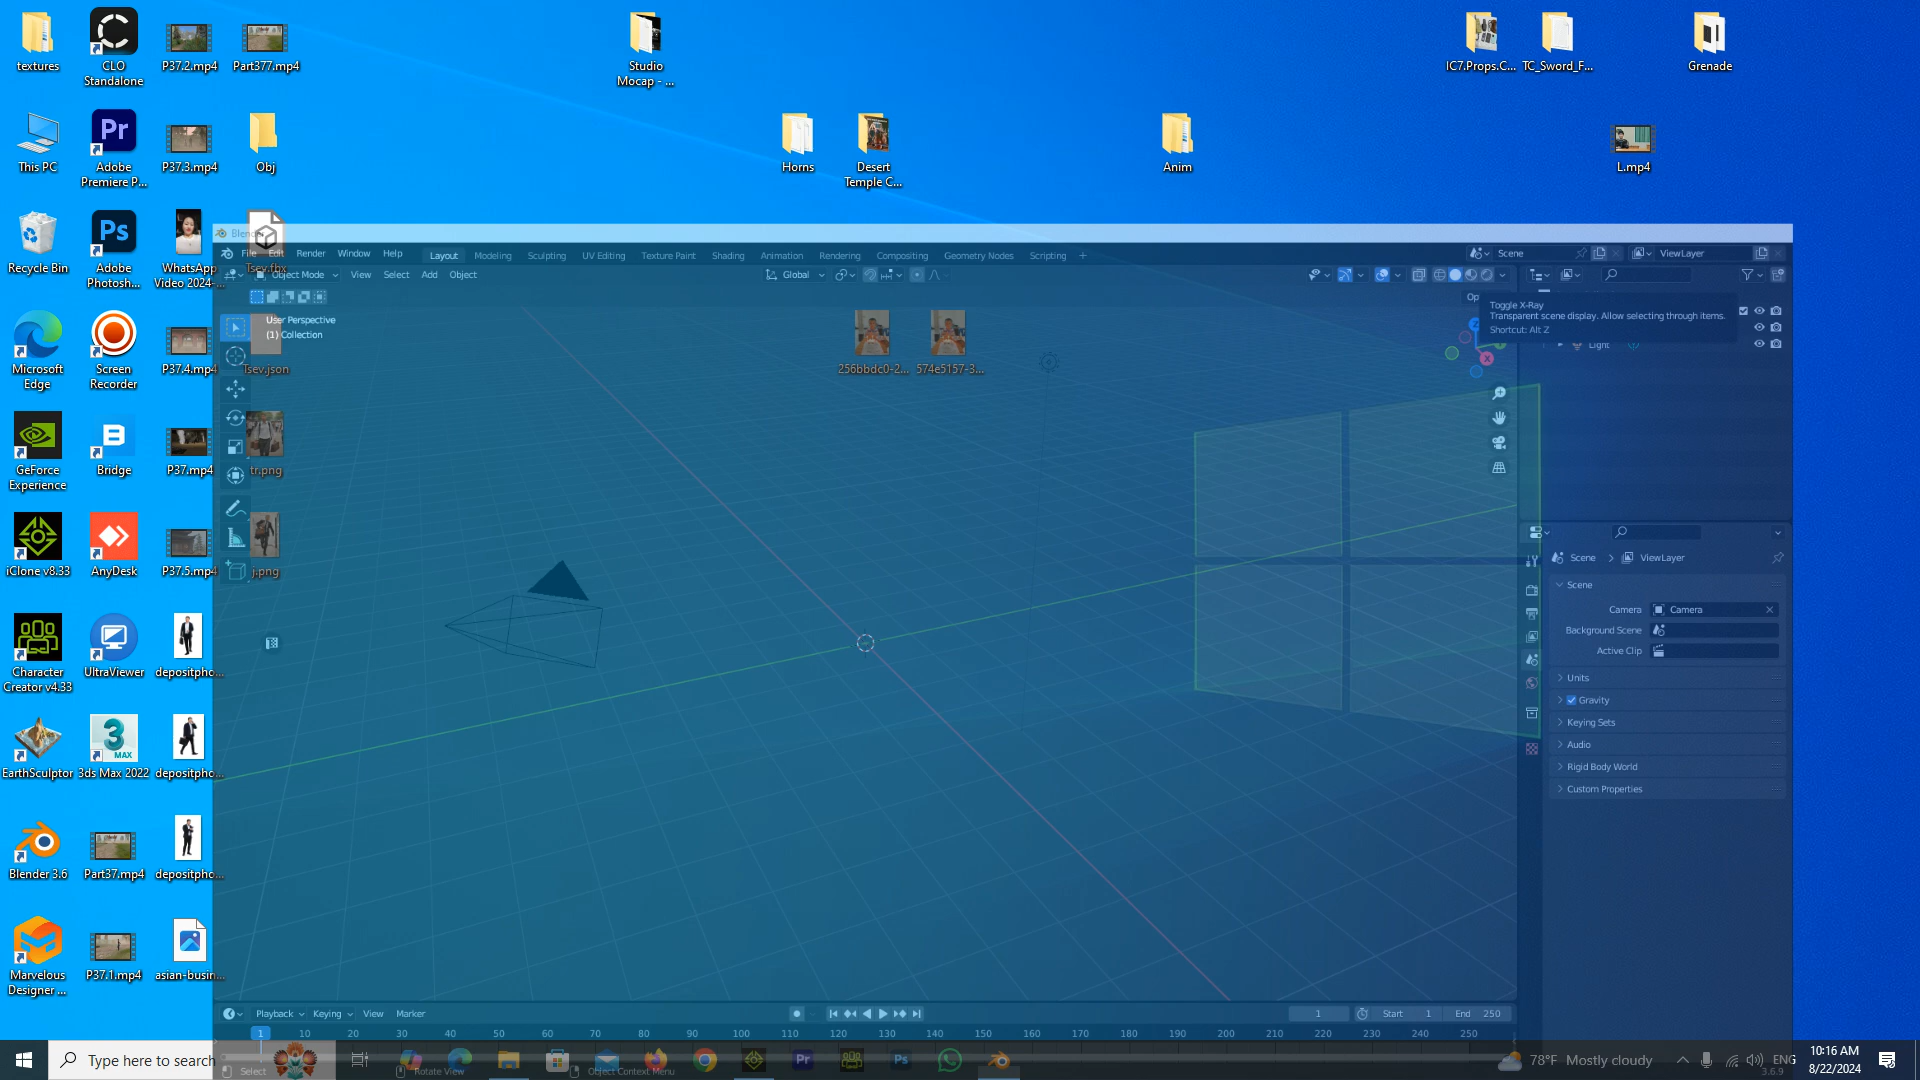 textures
CLO
Standalone
P37.2.mp4
Part377.mp4
Studio
Mocap - ...
IC7.Props.C...
TC_Sword_F...
Grenade
This PC
Adobe
Premiere P...
P37.3.mp4
Obj
Horns
Desert
Temple C...
Anim
L.mp4
Recycle Bin
Adobe
Photosh...
WhatsApp
Video 2024-...
Tsev.fbx
Blender
File Edit Render Window Help
Layout Modeling Sculpting UV Editing Texture Paint Shading Animation Rendering Compositing Geometry Nodes Scripting +
Scene
ViewLayer
Object Mode View Select Add Object
Global
User Perspective
(1) Collection
Toggle X-Ray
Transparent scene display. Allow selecting through items.
Shortcut: Alt Z
Light
X
Microsoft
Edge
Screen
Recorder
P37.4.mp4
Tsev.json
256bbdc0-2...
574e5157-3...
GeForce
Experience
Bridge
P37.mp4
tr.png
iClone v8.33
AnyDesk
P37.5.mp4
j.png
Scene > ViewLayer
Scene
Camera Camera
Background Scene
Active Clip
Units
Gravity
Keying Sets
Audio
Rigid Body World
Custom Properties
Character
Creator v4.33
UltraViewer
depositpho...
EarthSculptor
3ds Max 2022
depositpho...
Blender 3.6
Part37.mp4
depositpho...
Marvelous
Designer ...
P37.1.mp4
asian-busin...
Playback Keying View Marker
1 Start 1 End 250
1 10 20 30 40 50 60 70 80 90 100 110 120 130 140 150 160 170 180 190 200 210 220 230 240 250
Select
Rotate View
Object Context Menu
3.6.9
Type here to search
78°F Mostly cloudy
ENG
10:16 AM
8/22/2024